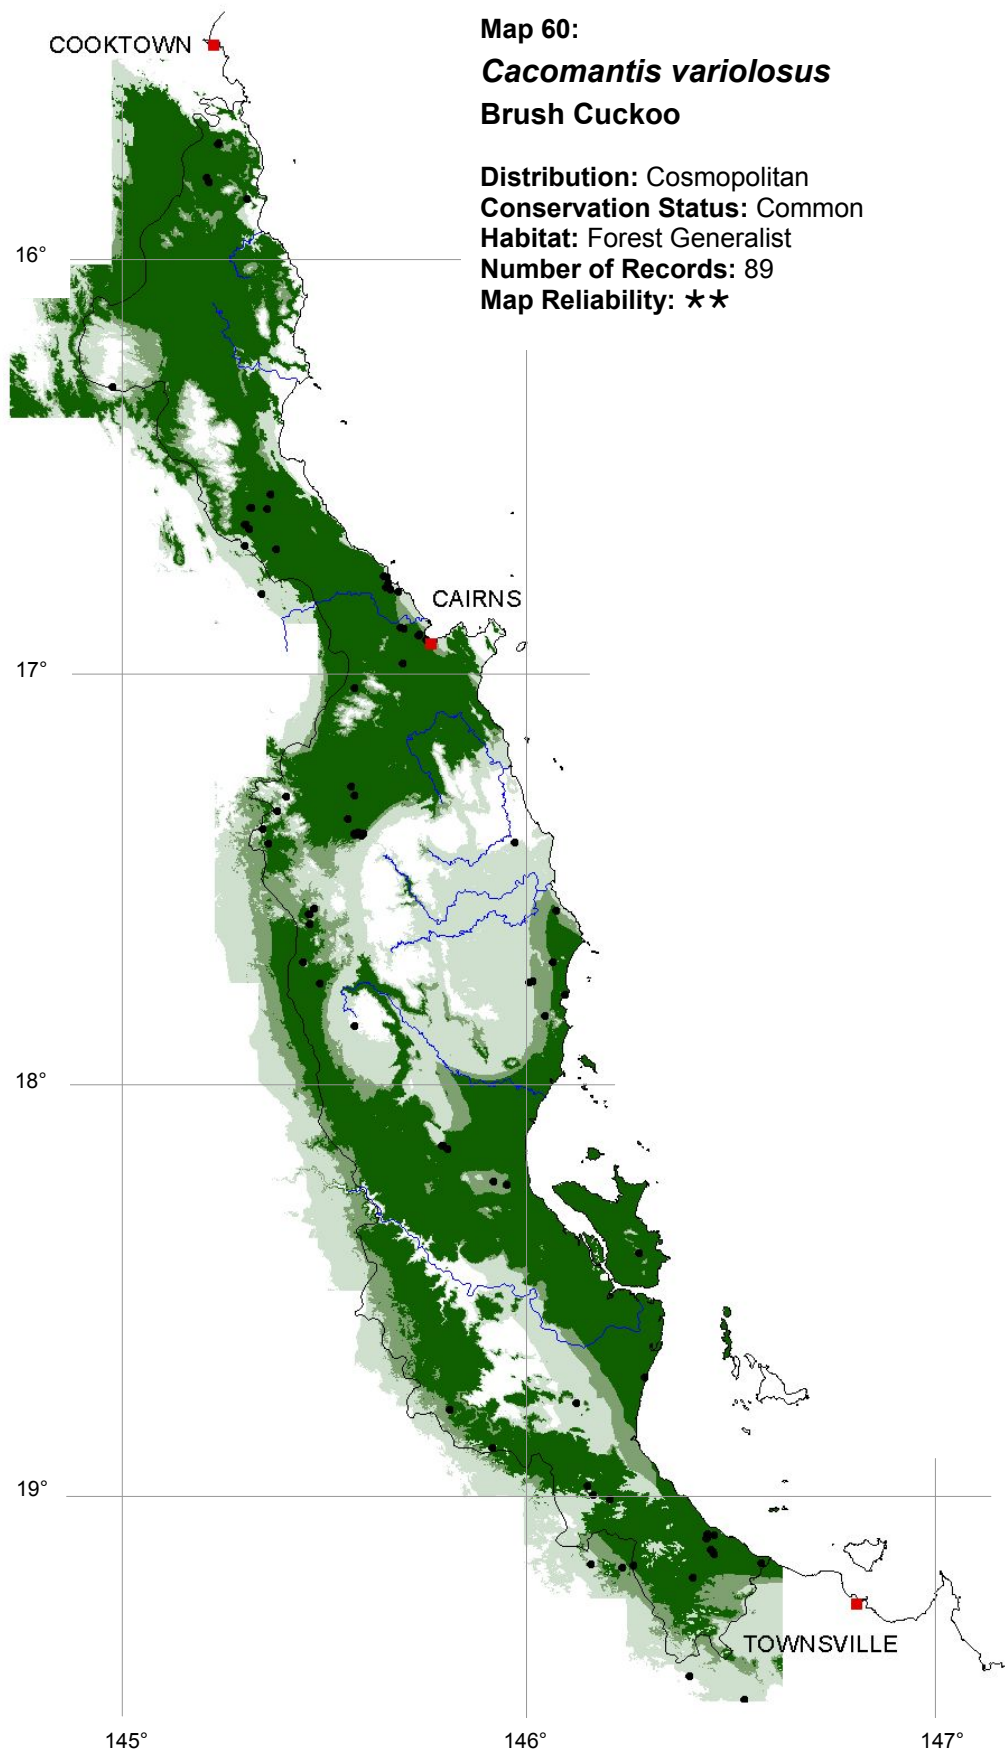 Map 60:
Cacomantis variolosus
Brush Cuckoo
Distribution: Cosmopolitan
Conservation Status: Common
Habitat: Forest Generalist
Number of Records: 89
Map Reliability: **
COOKTOWN
16°
CAIRNS
17°
18°
19°
TOWNSVILLE
145°
146°
147°